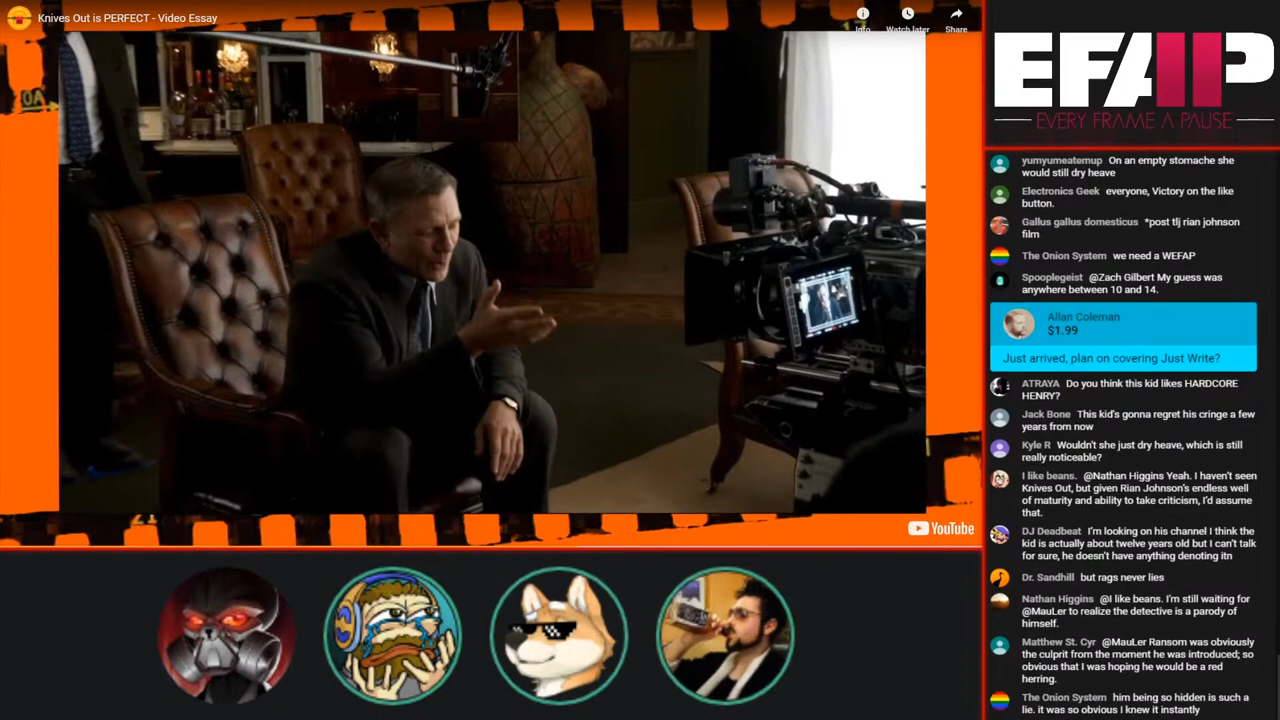 Knives Out is PERFECT - Video Essay
Info
Watch later
Share
YouTube
EFAP
EVERY FRAME A PAUSE
yumyumeatemup On an empty stomache she
would still dry heave
Electronics Geek everyone, Victory on the like
button.
Gallus gallus domesticus *post tlj rian johnson
film
The Onion System we need a WEFAP
Spooplegeist @Zach Gilbert My guess was
anywhere between 10 and 14.
Allan Coleman
$1.99
Just arrived, plan on covering Just Write?
ATRAYA Do you think this kid likes HARDCORE
HENRY?
Jack Bone This kid's gonna regret his cringe a few
years from now
Kyle R Wouldn't she just dry heave, which is still
really noticeable?
I like beans. @Nathan Higgins Yeah. I haven't seen
Knives Out, but given Rian Johnson's endless well
of maturity and ability to take criticism, I'd assume
that.
DJ Deadbeat I'm looking on his channel I think the
kid is actually about twelve years old but I can't talk
for sure, he doesn't have anything denoting itn
Dr. Sandhill but rags never lies
Nathan Higgins @I like beans. I'm still waiting for
@MauLer to realize the detective is a parody of
himself.
Matthew St. Cyr @MauLer Ransom was obviously
the culprit from the moment he was introduced; so
obvious that I was hoping he would be a red
herring.
The Onion System him being so hidden is such a
lie. it was so obvious I knew it instantly